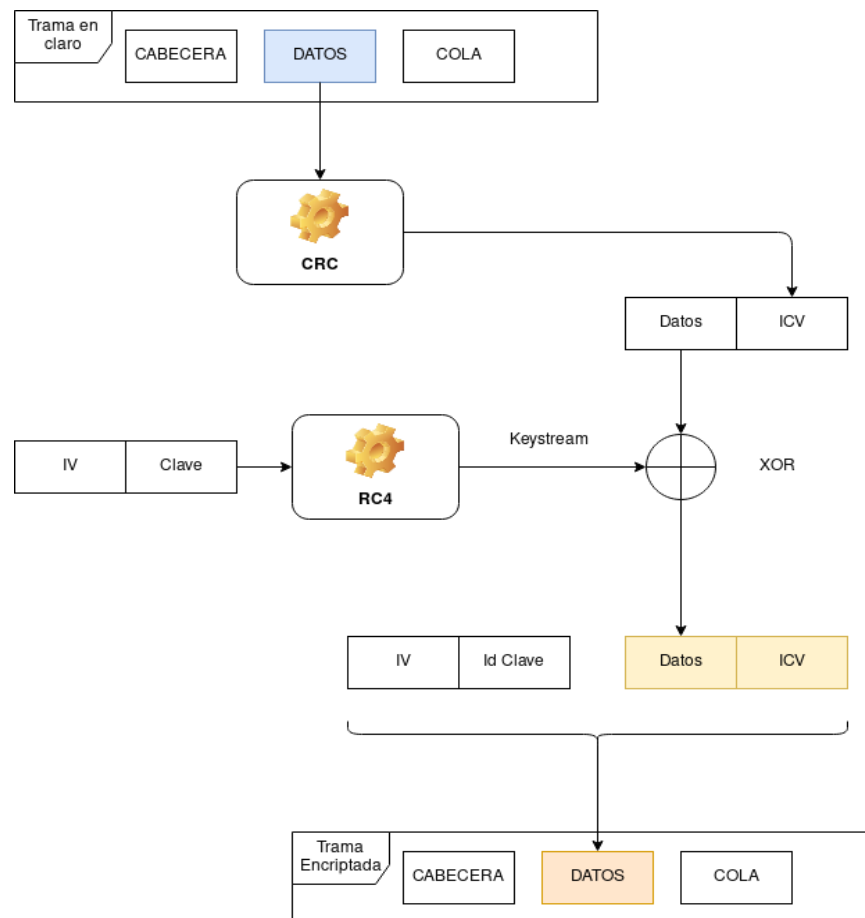 Trama en
claro
CABECERA
DATOS
COLA
CRC
Datos
ICV
IV
Clave
RC4
Keystream
XOR
IV
Id Clave
Datos
ICV
Trama
Encriptada
CABECERA
DATOS
COLA